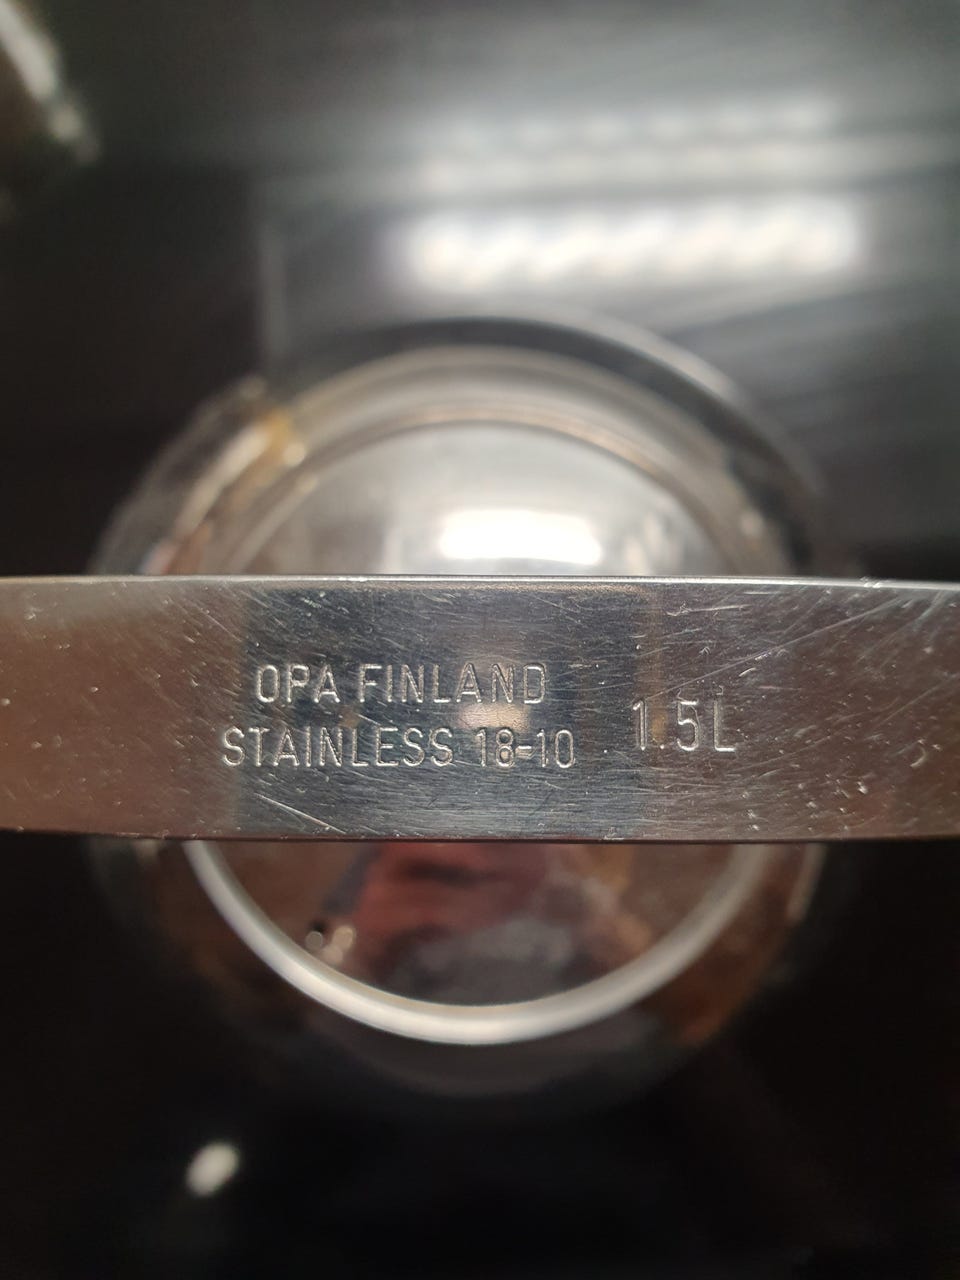 OPA FINLAND
STAINLESS 18-10
1.5L